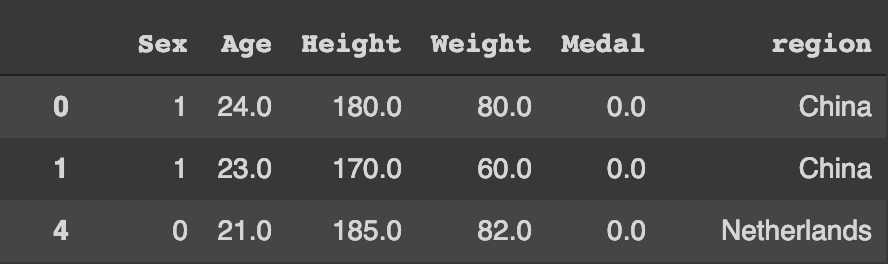 Sex Age Height Weight Medal region
0 1 24.0 180.0 80.0 0.0 China
1 1 23.0 170.0 60.0 0.0 China
4 0 21.0 185.0 82.0 0.0 Netherlands